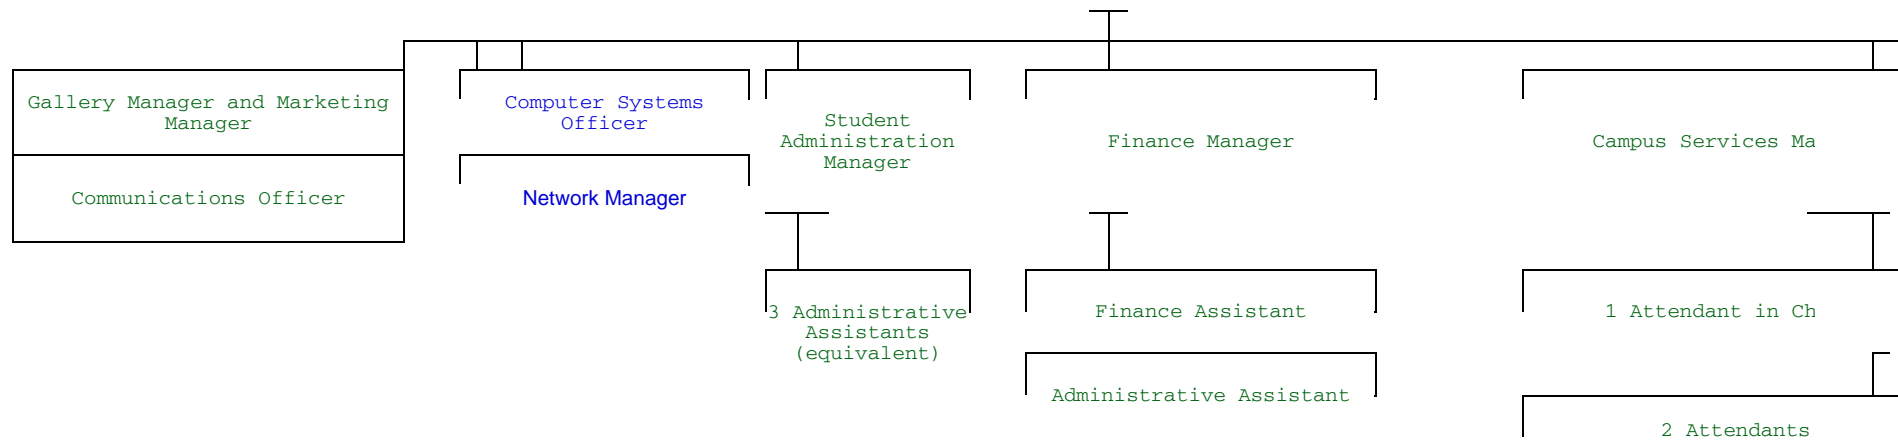 Gallery Manager and Marketing
Manager
Communications Officer
Computer Systems
Officer
Network Manager
Student
Administration
Manager
3 Administrative
Assistants
(equivalent)
Finance Manager
Finance Assistant
Administrative Assistant
Campus Services Ma
1 Attendant in Ch
2 Attendants